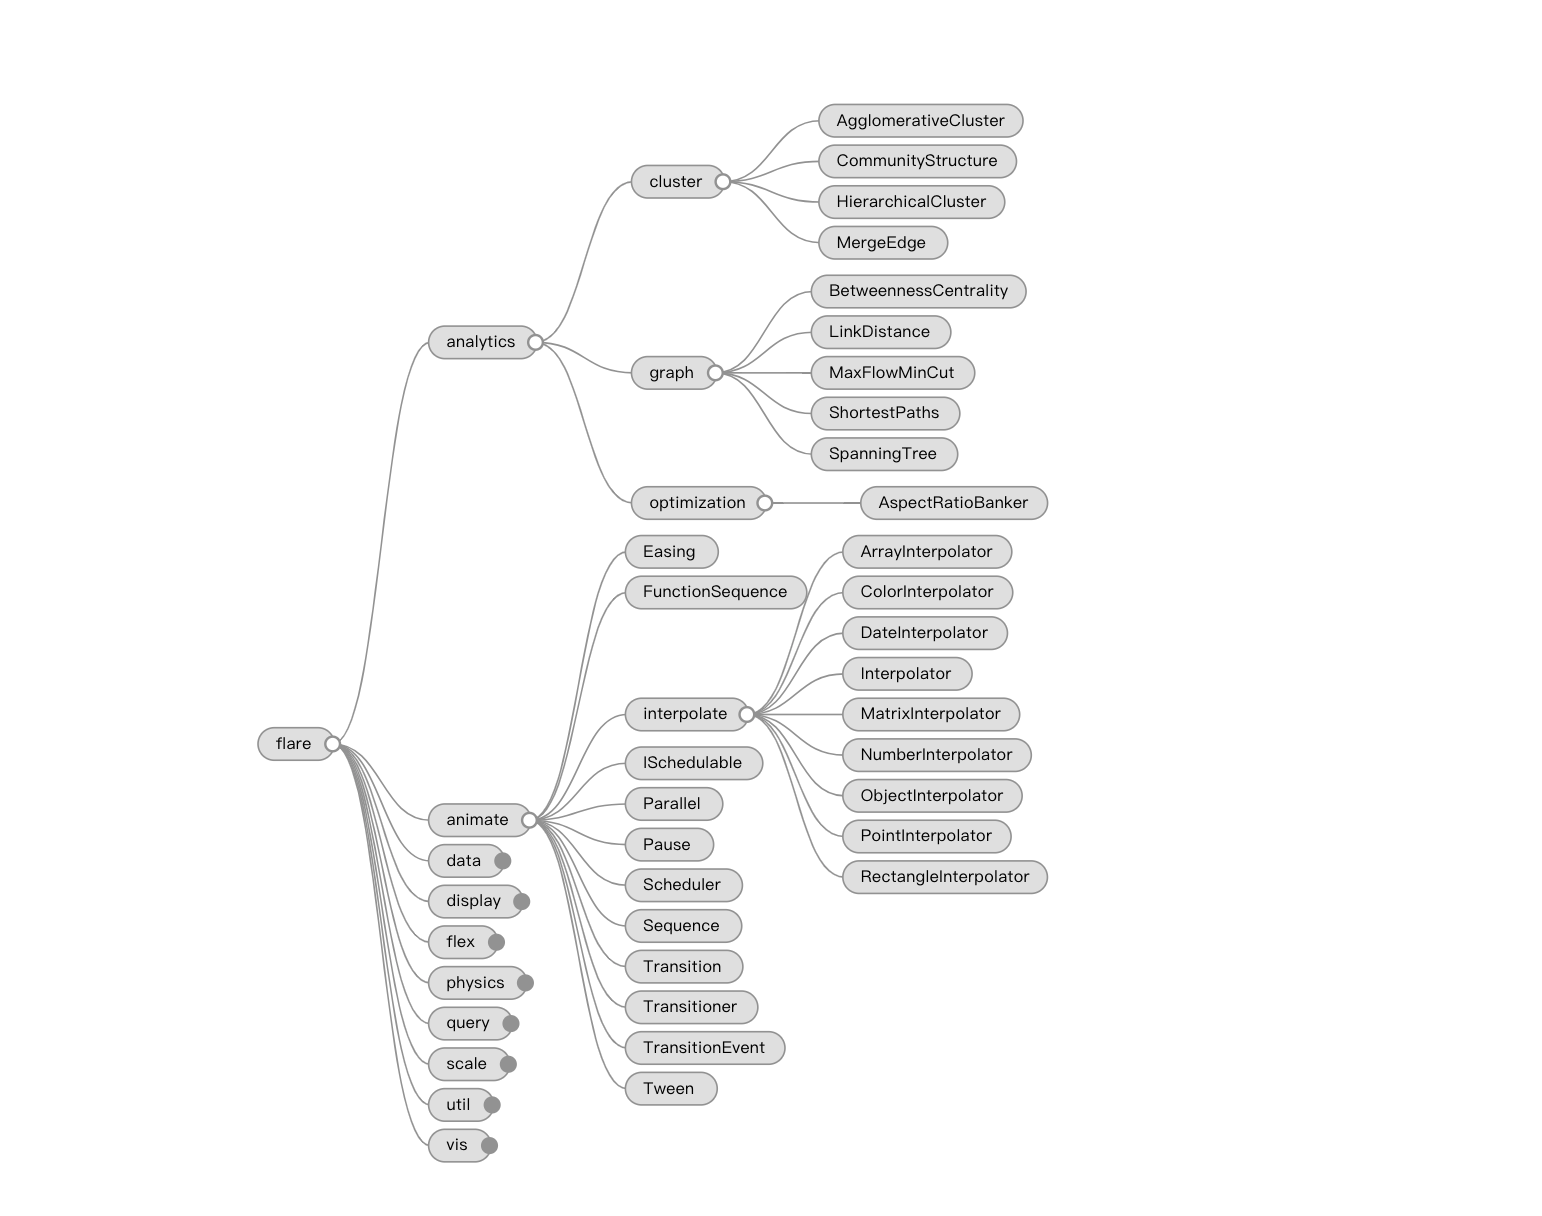 flare
analytics
cluster
AgglomerativeCluster
CommunityStructure
HierarchicalCluster
MergeEdge
graph
BetweennessCentrality
LinkDistance
MaxFlowMinCut
ShortestPaths
SpanningTree
optimization
AspectRatioBanker
animate
Easing
FunctionSequence
interpolate
ArrayInterpolator
ColorInterpolator
DateInterpolator
Interpolator
MatrixInterpolator
NumberInterpolator
ObjectInterpolator
PointInterpolator
RectangleInterpolator
ISchedulable
Parallel
Pause
Scheduler
Sequence
Transition
Transitioner
TransitionEvent
Tween
data
display
flex
physics
query
scale
util
vis